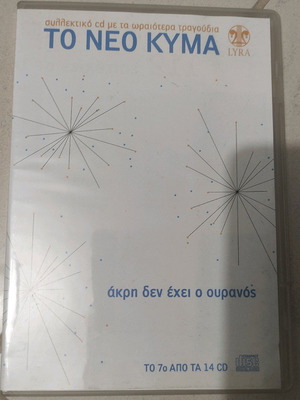 συλλεκτικό cd με τα ωραιότερα τραγούδια
ΤΟ ΝΕΟ ΚΥΜΑ
LYRA
άκρη δεν έχει ο ουρανός
ΤΟ 7ο ΑΠΟ ΤΑ 14 CD